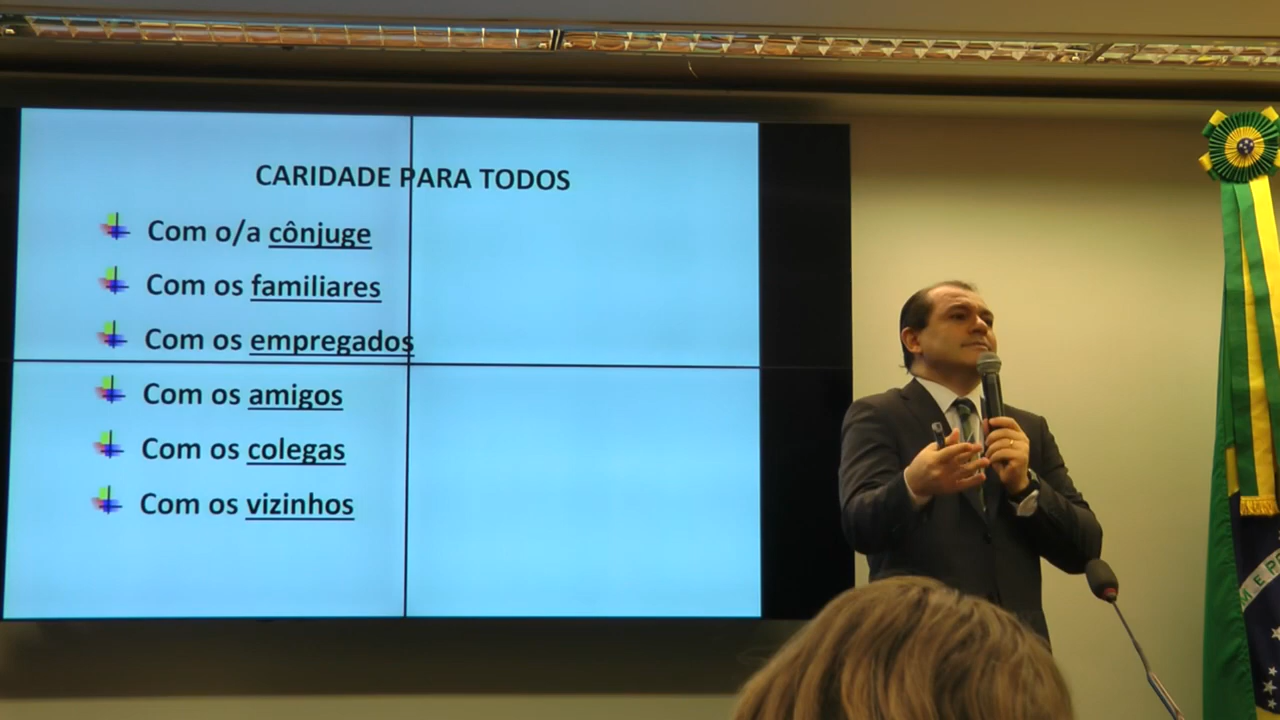 CARIDADE PARA TODOS
Com o/a cônjuge
Com os familiares
Com os empregados
Com os amigos
Com os colegas
Com os vizinhos
M E P